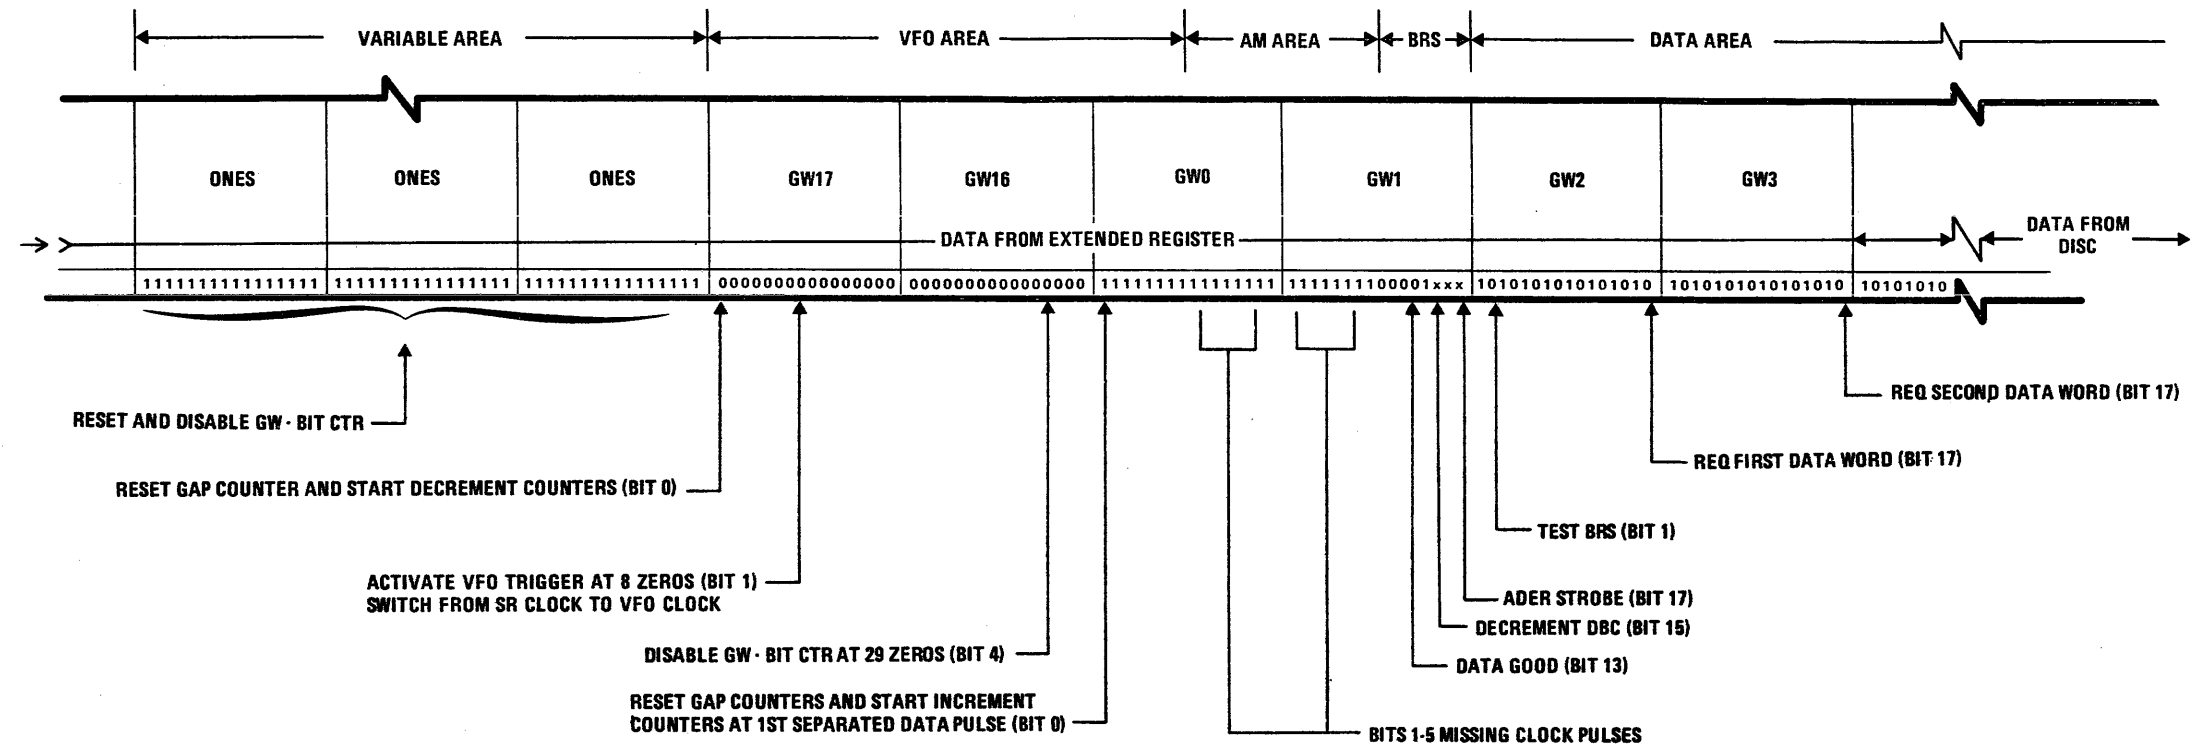 VARIABLE AREA VFO AREA AM AREA BRS DATA AREA
ONES ONES ONES GW17 GW16 GW0 GW1 GW2 GW3
DATA FROM EXTENDED REGISTER
DATA FROM
DISC
1111111111111111 1111111111111111 1111111111111111 0000000000000000 0000000000000000 1111111111111111 1111111100001xxx 1010101010101010 1010101010101010 10101010
RESET AND DISABLE GW - BIT CTR
REQ SECOND DATA WORD (BIT 17)
REQ FIRST DATA WORD (BIT 17)
RESET GAP COUNTER AND START DECREMENT COUNTERS (BIT 0)
TEST BRS (BIT 1)
ACTIVATE VFO TRIGGER AT 8 ZEROS (BIT 1)
SWITCH FROM SR CLOCK TO VFO CLOCK
ADER STROBE (BIT 17)
DECREMENT DBC (BIT 15)
DISABLE GW - BIT CTR AT 29 ZEROS (BIT 4)
DATA GOOD (BIT 13)
RESET GAP COUNTERS AND START INCREMENT
COUNTERS AT 1ST SEPARATED DATA PULSE (BIT 0)
BITS 1-5 MISSING CLOCK PULSES